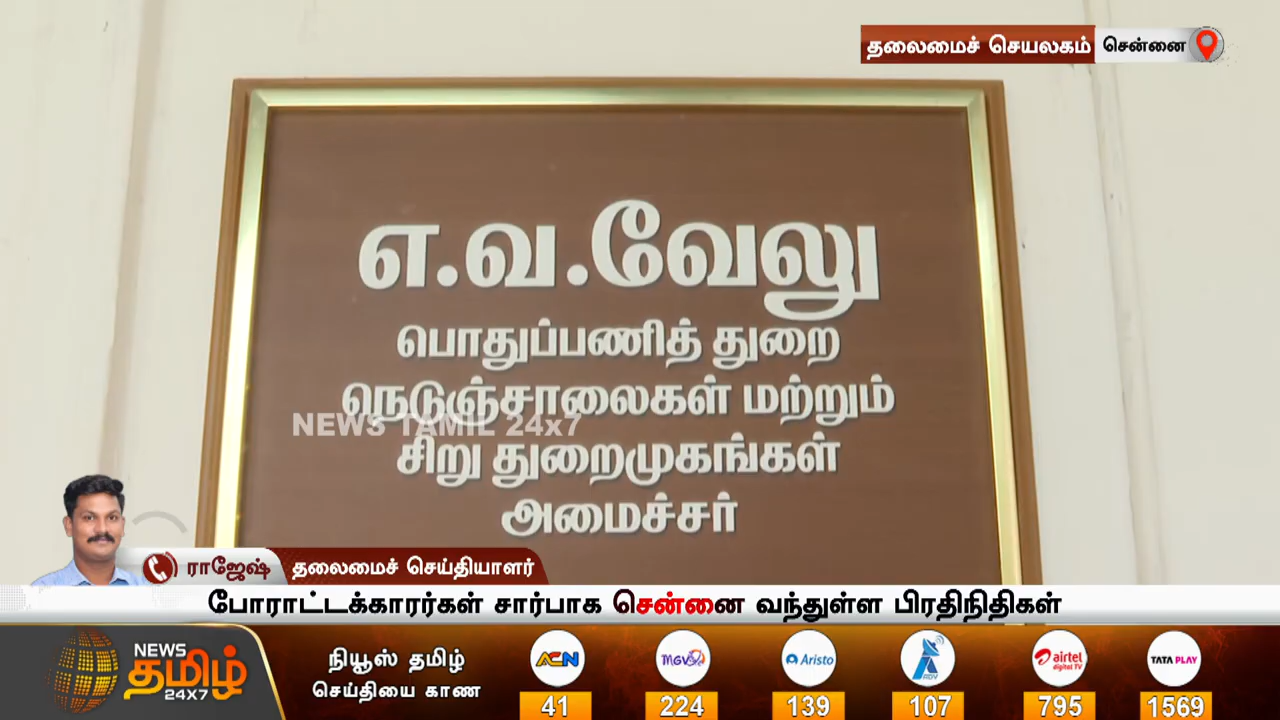 தலைமைச் செயலகம் சென்னை
எ.வ.வேலு
பொதுப்பணித் துறை
நெடுஞ்சாலைகள் மற்றும்
NEWS TAMIL 24x7
சிறு துறைமுகங்கள்
அமைச்சர்
ராஜேஷ் தலைமைச் செய்தியாளர்
போராட்டக்காரர்கள் சார்பாக சென்னை வந்துள்ள பிரதிநிதிகள்
NEWS
தமிழ்
24X7
நியூஸ் தமிழ்
செய்தியை காண
ACN MGV Aristo airtel digital TV TATA PLAY
41 224 139 107 795 1569